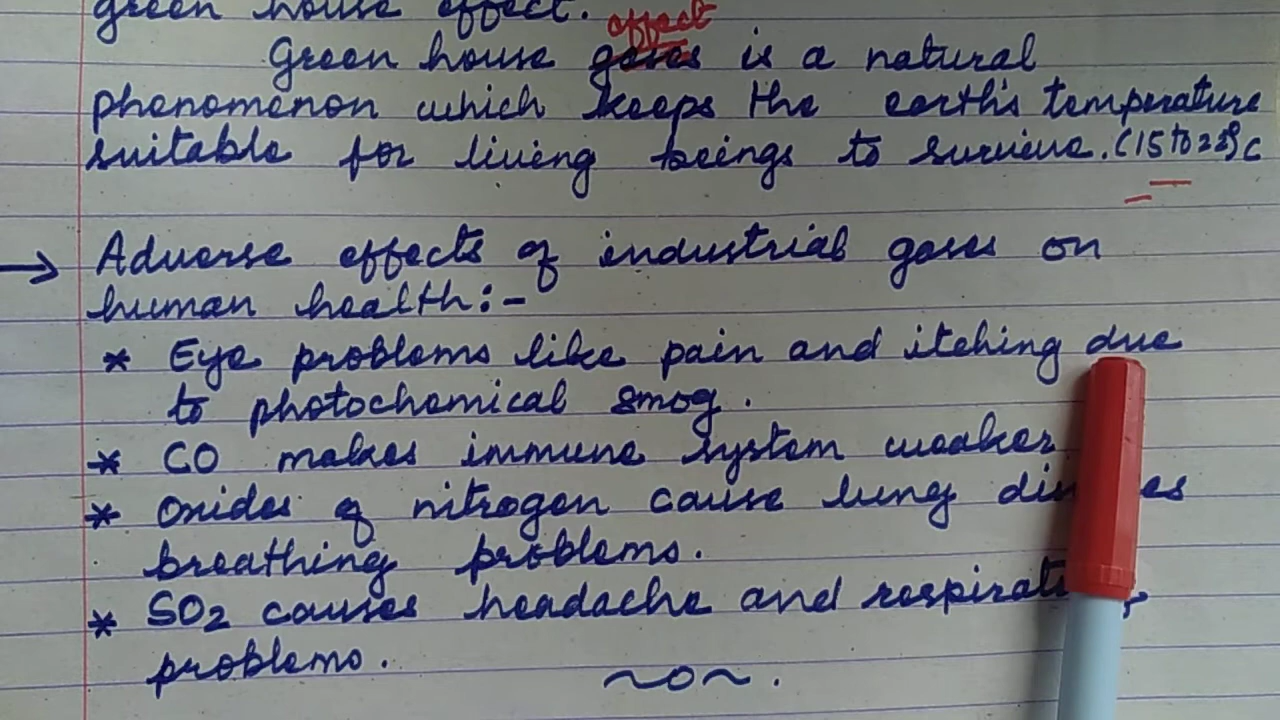 green house effect.
effect
Green house gases is a natural
phenomenon which keeps the earth's temperature
suitable for living beings to survive. (15 to
Adverse effects of industrial gases on
human health:-
* Eye problems like pain and itching due
to photochemical smog.
* CO makes immune system weaker
* Oxides of nitrogen cause lung
breathing problems.
* SO2 causes headache and
problems.
~o~.